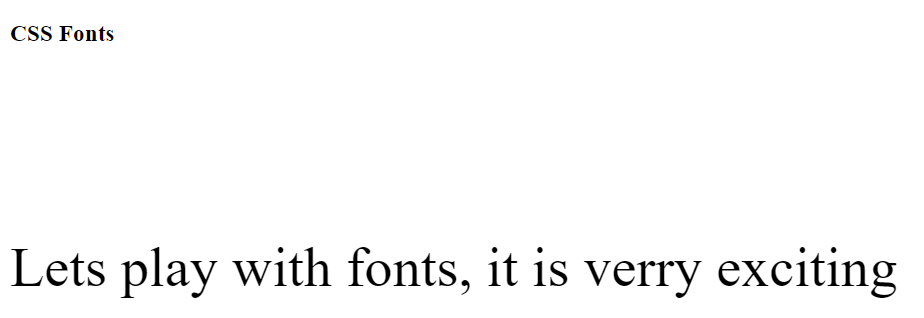 CSS Fonts
Lets play with fonts, it is verry exciting